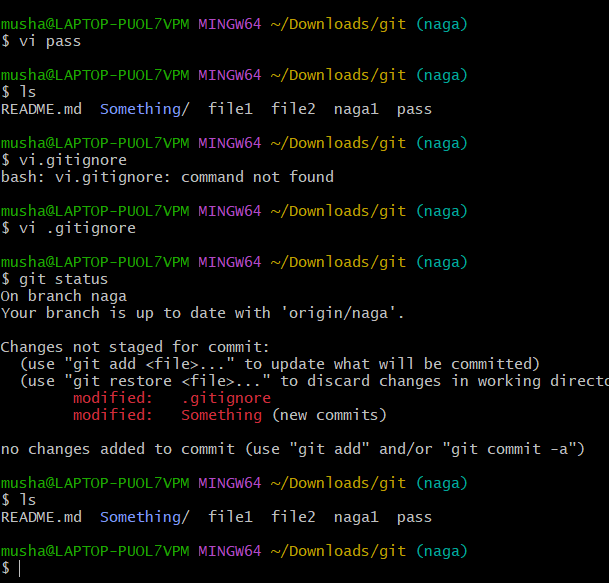 musha@LAPTOP-PUOL7VPM MINGW64 ~/Downloads/git (naga)
$ vi pass
musha@LAPTOP-PUOL7VPM MINGW64 ~/Downloads/git (naga)
$ ls
README.md  Something/  file1  file2  naga1  pass
musha@LAPTOP-PUOL7VPM MINGW64 ~/Downloads/git (naga)
$ vi.gitignore
bash: vi.gitignore: command not found
musha@LAPTOP-PUOL7VPM MINGW64 ~/Downloads/git (naga)
$ vi .gitignore
musha@LAPTOP-PUOL7VPM MINGW64 ~/Downloads/git (naga)
$ git status
On branch naga
Your branch is up to date with 'origin/naga'.
Changes not staged for commit:
  (use "git add <file>..." to update what will be committed)
  (use "git restore <file>..." to discard changes in working directo
        modified:   .gitignore
        modified:   Something (new commits)
no changes added to commit (use "git add" and/or "git commit -a")
musha@LAPTOP-PUOL7VPM MINGW64 ~/Downloads/git (naga)
$ ls
README.md  Something/  file1  file2  naga1  pass
musha@LAPTOP-PUOL7VPM MINGW64 ~/Downloads/git (naga)
$